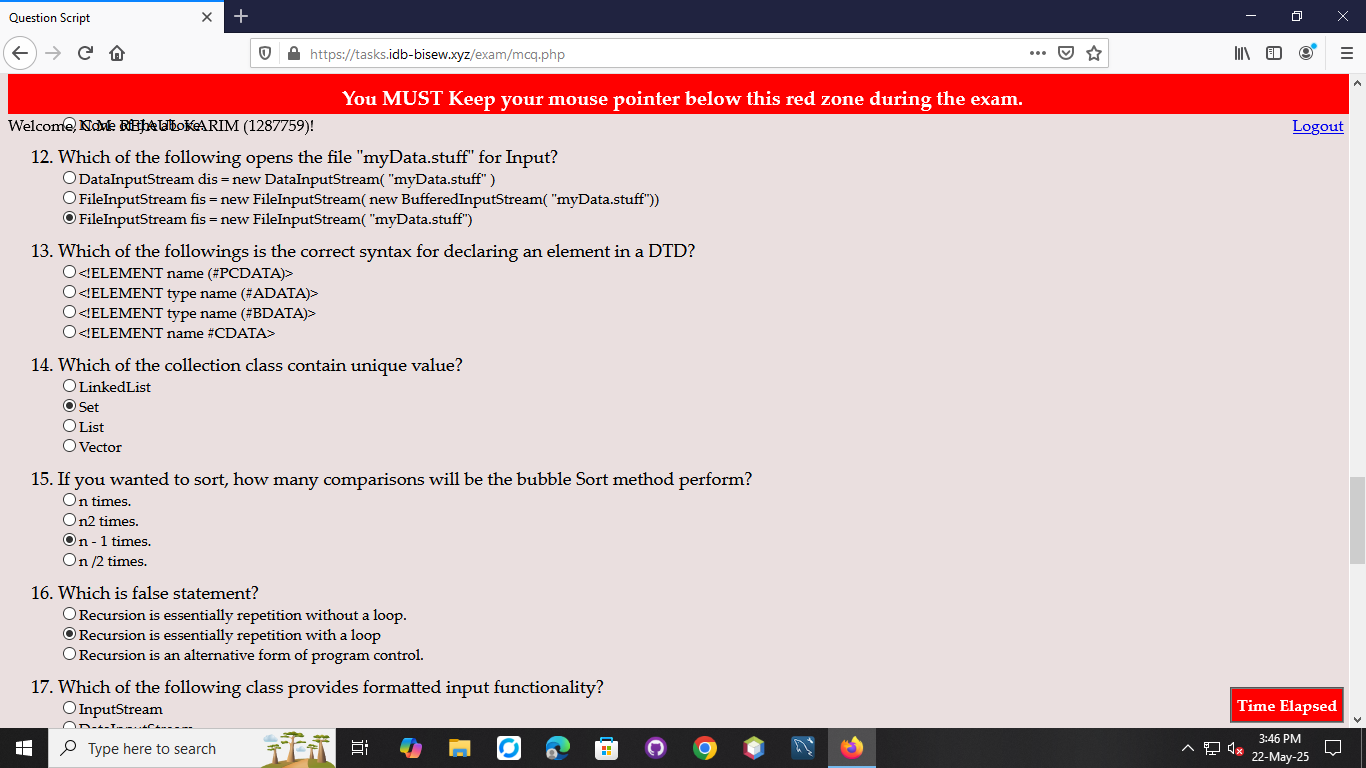 Question Script
https://tasks.idb-bisew.xyz/exam/mcq.php
You MUST Keep your mouse pointer below this red zone during the exam.
Welcome, C.M. REJAUL KARIM (1287759)!
None of the above.
Logout
12. Which of the following opens the file "myData.stuff" for Input?
DataInputStream dis = new DataInputStream( "myData.stuff" )
FileInputStream fis = new FileInputStream( new BufferedInputStream( "myData.stuff"))
FileInputStream fis = new FileInputStream( "myData.stuff")
13. Which of the followings is the correct syntax for declaring an element in a DTD?
<!ELEMENT name (#PCDATA)>
<!ELEMENT type name (#ADATA)>
<!ELEMENT type name (#BDATA)>
<!ELEMENT name #CDATA>
14. Which of the collection class contain unique value?
LinkedList
Set
List
Vector
15. If you wanted to sort, how many comparisons will be the bubble Sort method perform?
n times.
n2 times.
n - 1 times.
n /2 times.
16. Which is false statement?
Recursion is essentially repetition without a loop.
Recursion is essentially repetition with a loop
Recursion is an alternative form of program control.
17. Which of the following class provides formatted input functionality?
InputStream
DataInputStream
Time Elapsed
Type here to search
3:46 PM
22-May-25